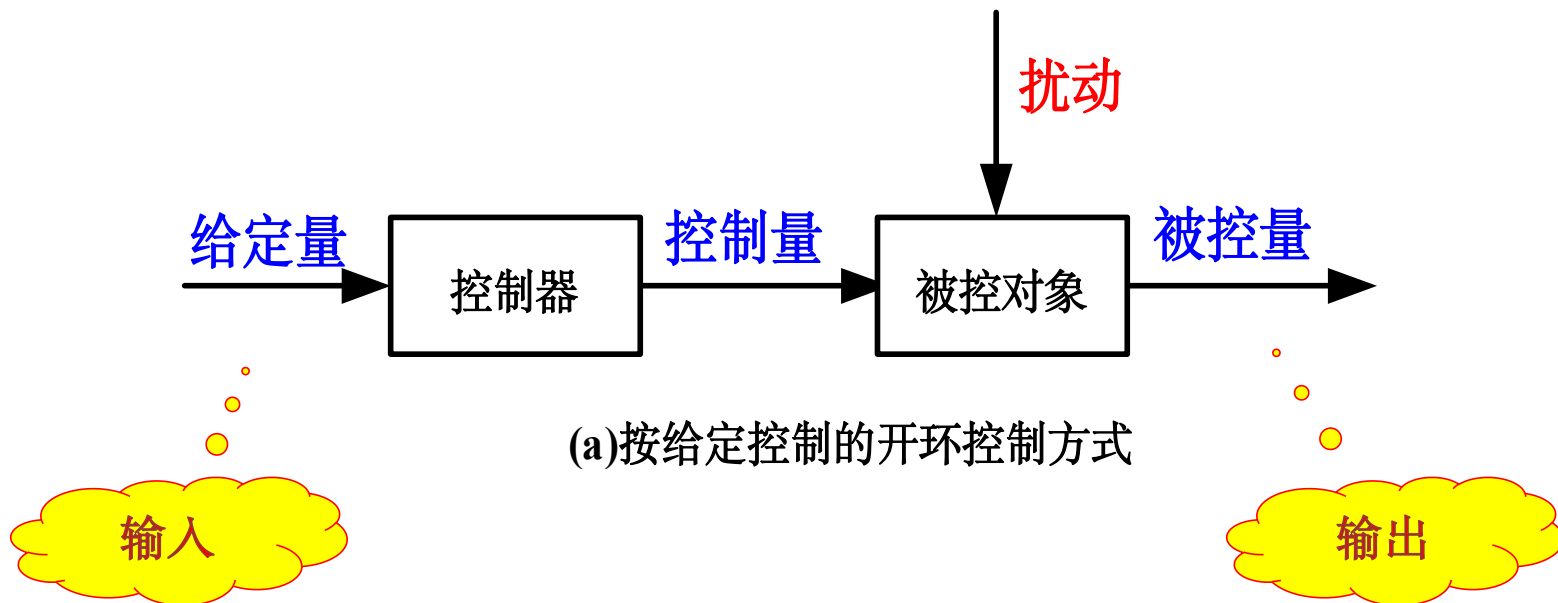 扰动
给定量
控制器
控制量
被控对象
被控量
(a)按给定控制的开环控制方式
输入
输出